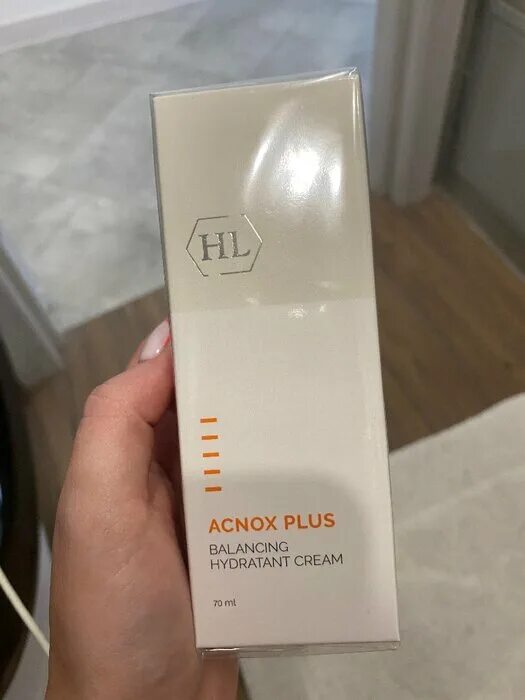 HL
ACNOX PLUS
BALANCING
HYDRATANT CREAM
70 ml